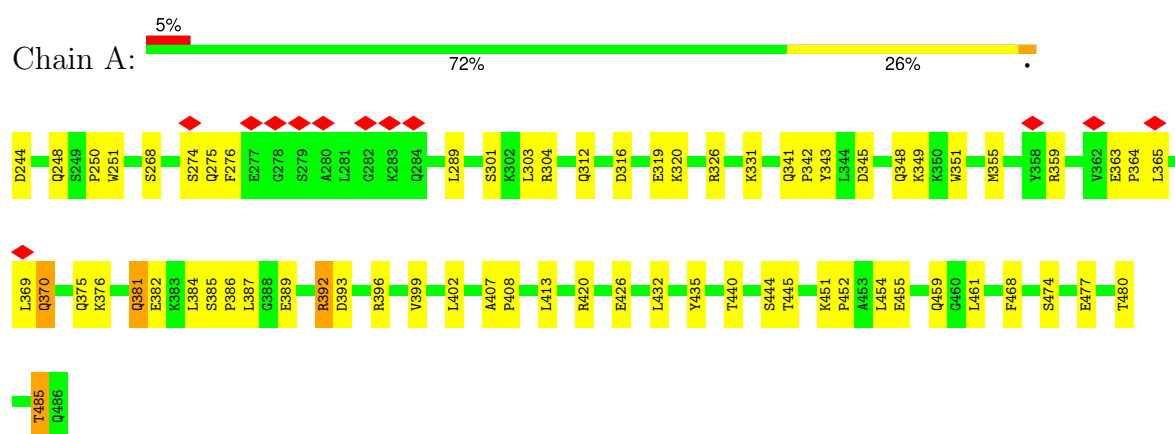 5%
Chain A:
72% 26% •
D244 Q248 S249 P250 W251 S268 S274 Q275 F276 E277 G278 S279 A280 L281 G282 K283 Q284 L289 S301 K302 L303 R304 Q312 D316 E319 K320 R326 K331 Q341 P342 Y343 L344 D345 Q348 K349 K350 W351 M355 Y358 R359 V362 E363 P364 L365
L369 Q370 Q375 K376 Q381 E382 K383 L384 S385 P386 L387 G388 E389 R392 D393 R396 V399 L402 A407 P408 L413 R420 E426 L432 Y435 T440 S444 T445 K451 P452 A453 L454 E455 Q459 G460 L461 F468 S474 E477 T480
T485 Q486